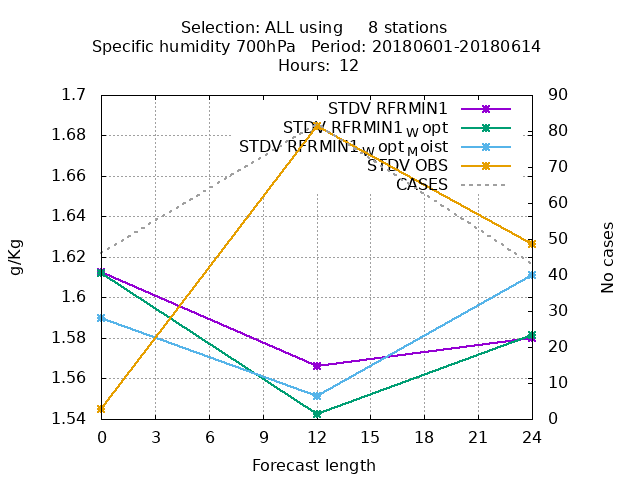 Selection: ALL using 8 stations
Specific humidity 700hPa Period: 20180601-20180614
Hours: 12
STDV RFRMIN1
STDV RFRMIN1 W opt
STDV RFRMIN1 W opt M oist
STDV OBS
CASES
1.7
1.68
1.66
1.64
1.62
1.6
1.58
1.56
1.54
g/Kg
90
80
70
60
50
40
30
20
10
0
No cases
0 3 6 9 12 15 18 21 24
Forecast length